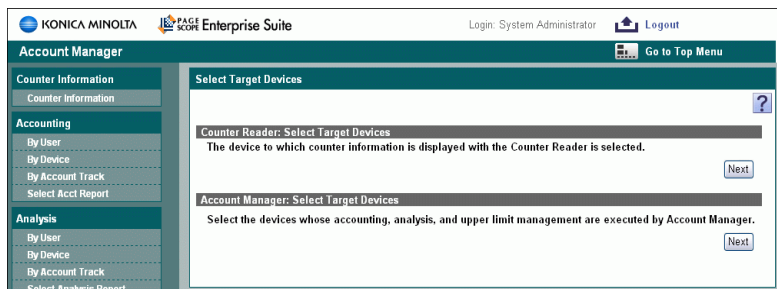 KONICA MINOLTA PAGE SCOPE Enterprise Suite Login: System Administrator Logout
Account Manager Go to Top Menu
Counter Information
Counter Information
Accounting
By User
By Device
By Account Track
Select Acct Report
Analysis
By User
By Device
By Account Track
Select Analysis Report
Select Target Devices
?
Counter Reader: Select Target Devices
The device to which counter information is displayed with the Counter Reader is selected.
Next
Account Manager: Select Target Devices
Select the devices whose accounting, analysis, and upper limit management are executed by Account Manager.
Next